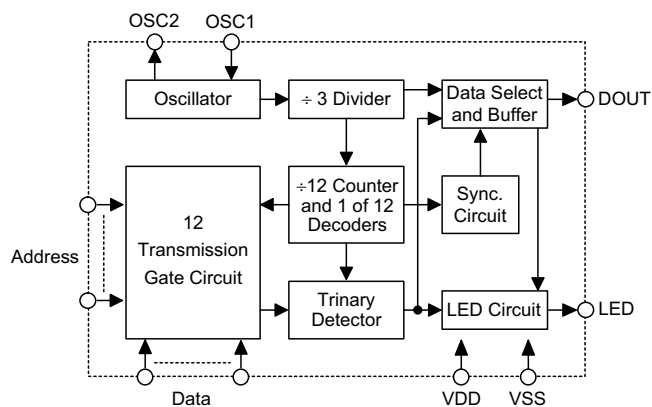 OSC2 OSC1
Oscillator
÷ 3 Divider
Data Select
and Buffer
DOUT
÷12 Counter
and 1 of 12
Decoders
Sync.
Circuit
12
Transmission
Gate Circuit
Address
Trinary
Detector
LED Circuit
LED
Data
VDD
VSS